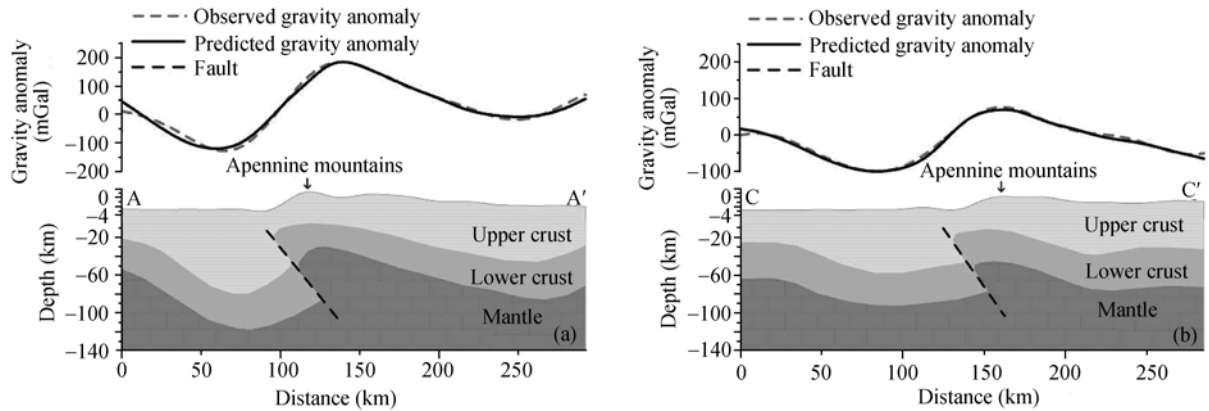 Observed gravity anomaly
Predicted gravity anomaly
Fault
Gravity anomaly
(mGal)
200
100
0
−100
−200
Apennine mountains
A
A′
Depth (km)
0
−4
−20
−60
−100
−140
Upper crust
Lower crust
Mantle
(a)
0
50
100
150
200
250
Distance (km)
Observed gravity anomaly
Predicted gravity anomaly
Fault
Gravity anomaly
(mGal)
200
100
0
−100
Apennine mountains
C
C′
Depth (km)
0
−4
−20
−60
−100
−140
Upper crust
Lower crust
Mantle
(b)
0
50
100
150
200
250
Distance (km)